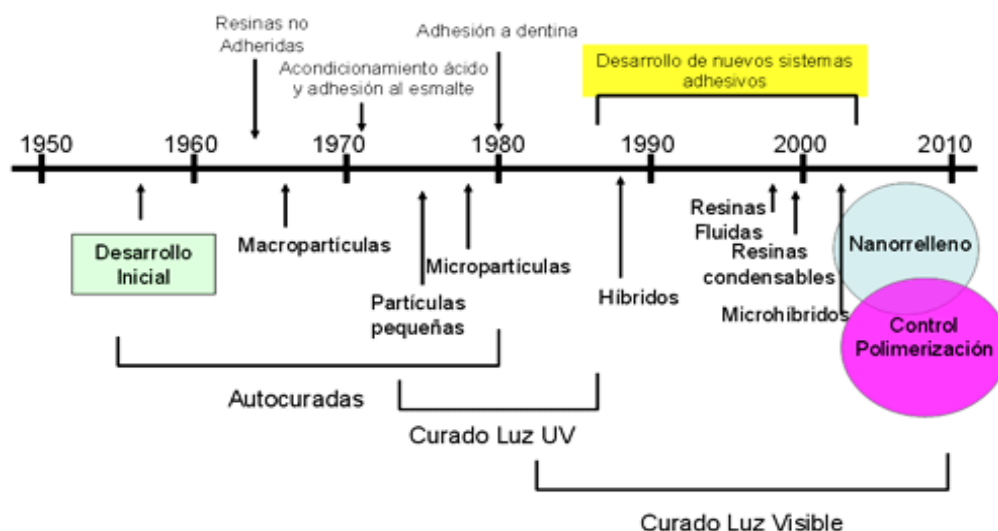 Resinas no
Adheridas
Acondicionamiento ácido
y adhesión al esmalte
Adhesión a dentina
Desarrollo de nuevos sistemas
adhesivos
1950 1960 1970 1980 1990 2000 2010
Desarrollo
Inicial
Macropartículas
Partículas
pequeñas
Micropartículas
Híbridos
Resinas
Fluidas
Resinas
condensables
Microhíbridos
Nanorrelleno
Control
Polimerización
Autocuradas
Curado Luz UV
Curado Luz Visible